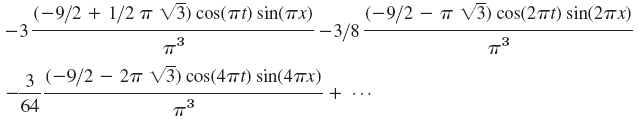 −3 (−9/2 + 1/2 π √3) cos(πt) sin(πx) / π³ −3/8 (−9/2 − π √3) cos(2πt) sin(2πx) / π³
− 3/64 (−9/2 − 2π √3) cos(4πt) sin(4πx) / π³ + ⋯